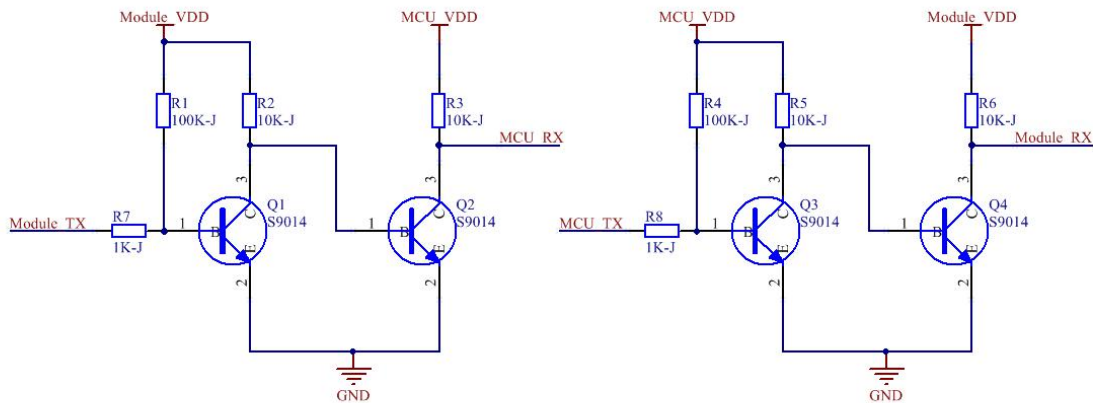 Module_VDD
MCU_VDD
MCU_VDD
Module_VDD
R1
100K-J
R2
10K-J
R3
10K-J
R4
100K-J
R5
10K-J
R6
10K-J
MCU_RX
Module_RX
3
3
3
3
Module_TX
R7
1K-J
1
B
C
E
Q1
S9014
1
B
C
E
Q2
S9014
MCU_TX
R8
1K-J
1
B
C
E
Q3
S9014
1
B
C
E
Q4
S9014
2
2
2
2
GND
GND